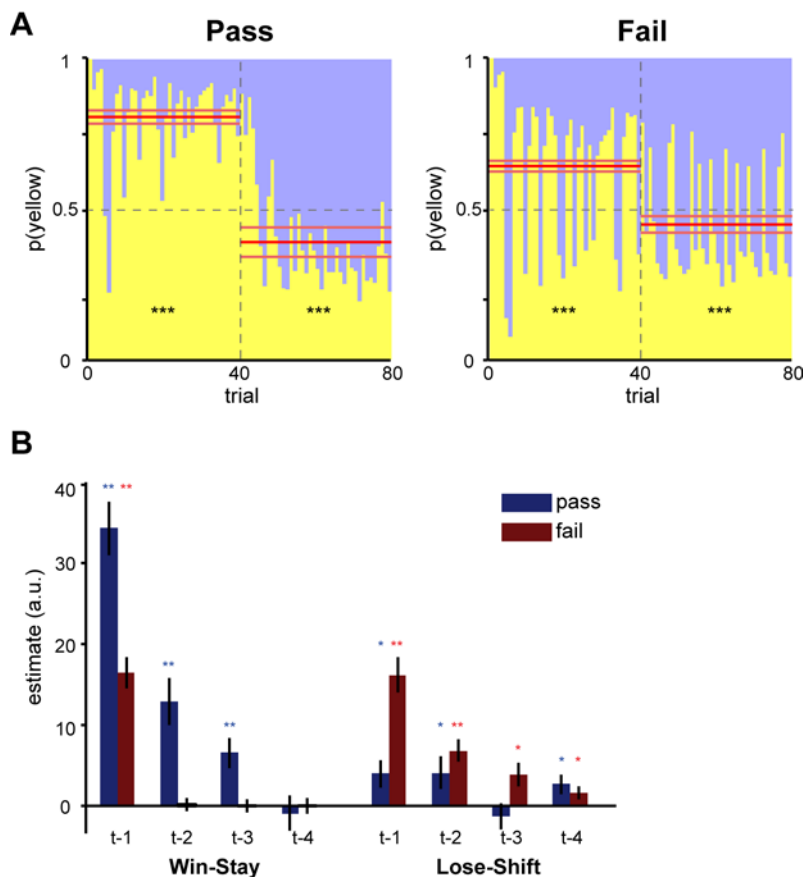 A
Pass
Fail
1
0.5
0
p(yellow)
***
***
0
40
80
trial
1
0.5
0
p(yellow)
***
***
0
40
80
trial
B
40
30
20
10
0
estimate (a.u.)
pass
fail
** ** ** ** * ** * ** * * *
t-1 t-2 t-3 t-4 t-1 t-2 t-3 t-4
Win-Stay Lose-Shift